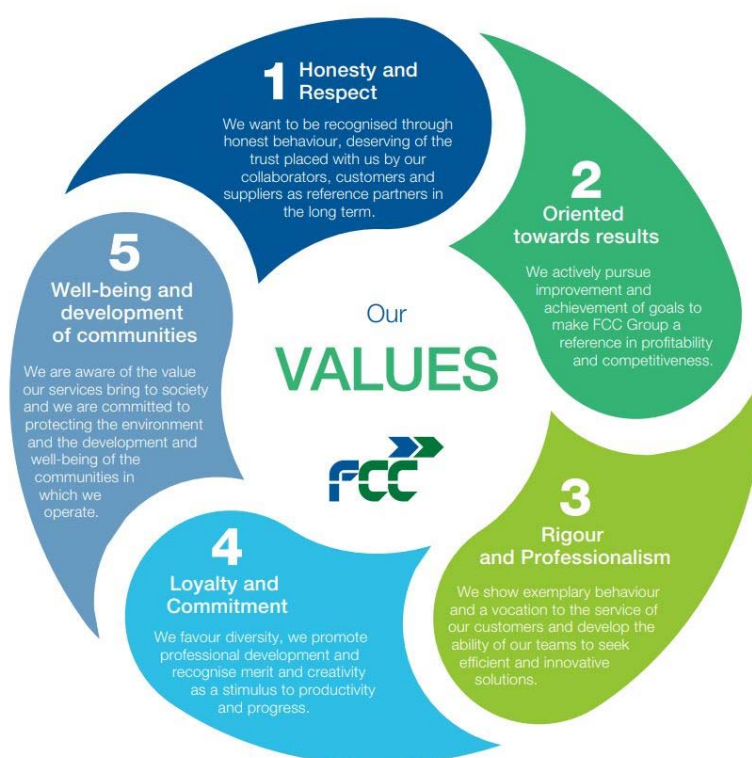 1 Honesty and
Respect
We want to be recognised through
honest behaviour, deserving of the
trust placed with us by our
collaborators, customers and
suppliers as reference partners in
the long term.
2
Oriented
towards results
We actively pursue
improvement and
achievement of goals to
make FCC Group a
reference in profitability
and competitiveness.
3
Rigour
and Professionalism
We show exemplary behaviour
and a vocation to the service of
our customers and develop the
ability of our teams to seek
efficient and innovative
solutions.
4
Loyalty and
Commitment
We favour diversity, we promote
professional development and
recognise merit and creativity
as a stimulus to productivity
and progress.
5
Well-being and
development
of communities
We are aware of the value
our services bring to society
and we are committed to
protecting the environment
and the development and
well-being of the
communities in
which we
operate.
Our
VALUES
FCC